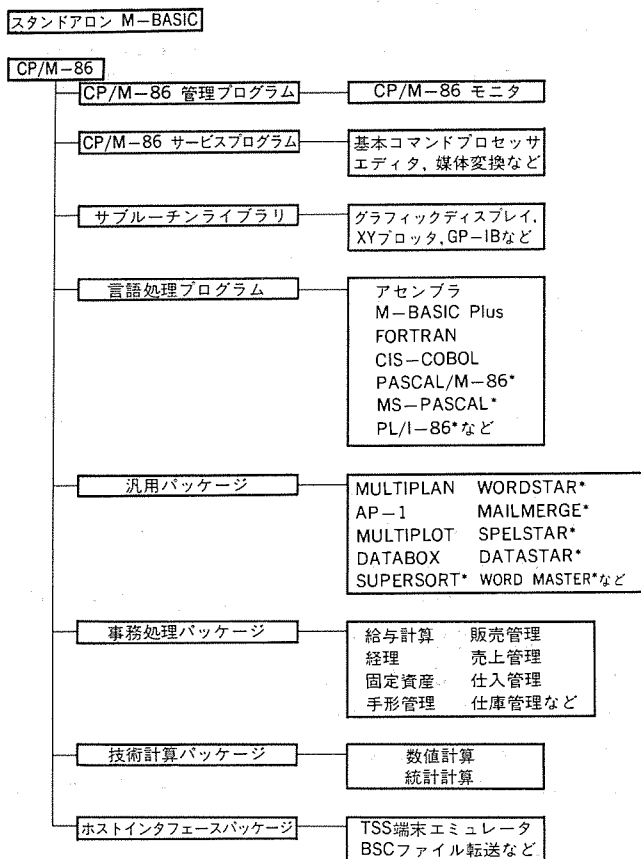 スタンドアロン M-BASIC
CP/M-86
CP/M-86 管理プログラム
CP/M-86 モニタ
CP/M-86 サービスプログラム
基本コマンドプロセッサ
エディタ, 媒体変換など
サブルーチンライブラリ
グラフィックディスプレイ,
XYプロッタ, GP-IBなど
言語処理プログラム
アセンブラ
M-BASIC Plus
FORTRAN
CIS-COBOL
PASCAL/M-86*
MS-PASCAL*
PL/I-86*など
汎用パッケージ
MULTIPLAN WORDSTAR*
AP-1 MAILMERGE*
MULTIPLOT SPELSTAR*
DATABOX DATASTAR*
SUPERSORT* WORD MASTER*など
事務処理パッケージ
給与計算 販売管理
経理 売上管理
固定資産 仕入管理
手形管理 仕庫管理など
技術計算パッケージ
数値計算
統計計算
ホストインタフェースパッケージ
TSS端末エミュレータ
BSCファイル転送など